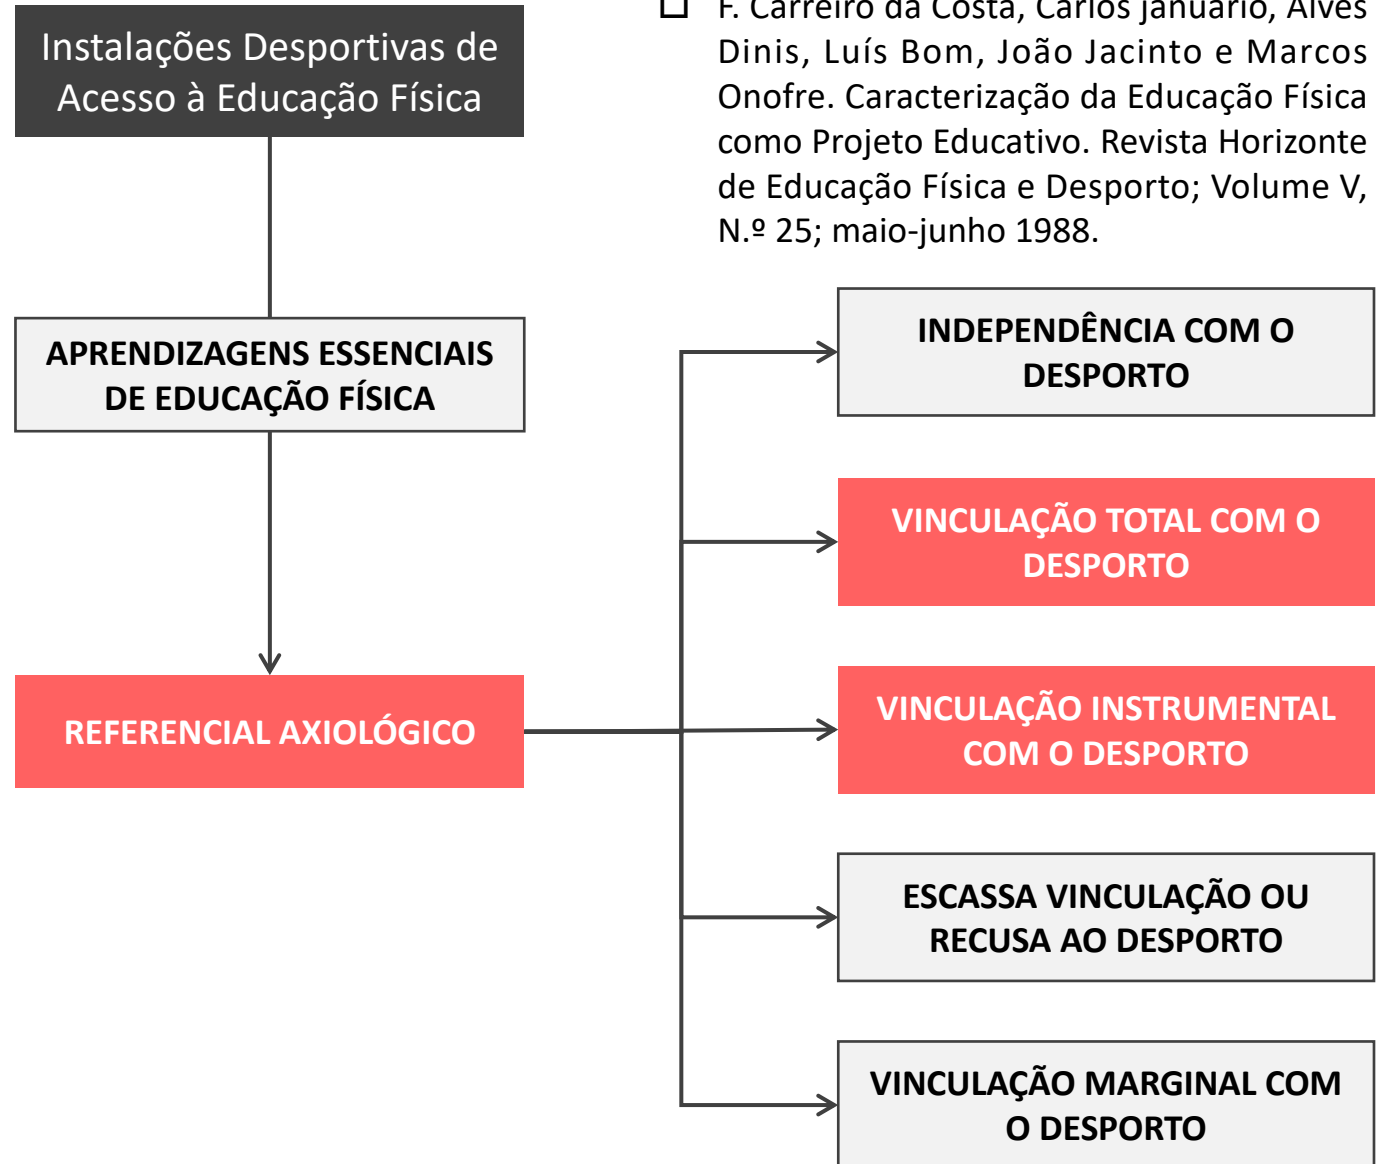 Instalações Desportivas de
Acesso à Educação Física
F. Carreiro da Costa, Carlos januário, Alves
Dinis, Luís Bom, João Jacinto e Marcos
Onofre. Caracterização da Educação Física
como Projeto Educativo. Revista Horizonte
de Educação Física e Desporto; Volume V,
N.º 25; maio-junho 1988.
APRENDIZAGENS ESSENCIAIS
DE EDUCAÇÃO FÍSICA
REFERENCIAL AXIOLÓGICO
INDEPENDÊNCIA COM O
DESPORTO
VINCULAÇÃO TOTAL COM O
DESPORTO
VINCULAÇÃO INSTRUMENTAL
COM O DESPORTO
ESCASSA VINCULAÇÃO OU
RECUSA AO DESPORTO
VINCULAÇÃO MARGINAL COM
O DESPORTO